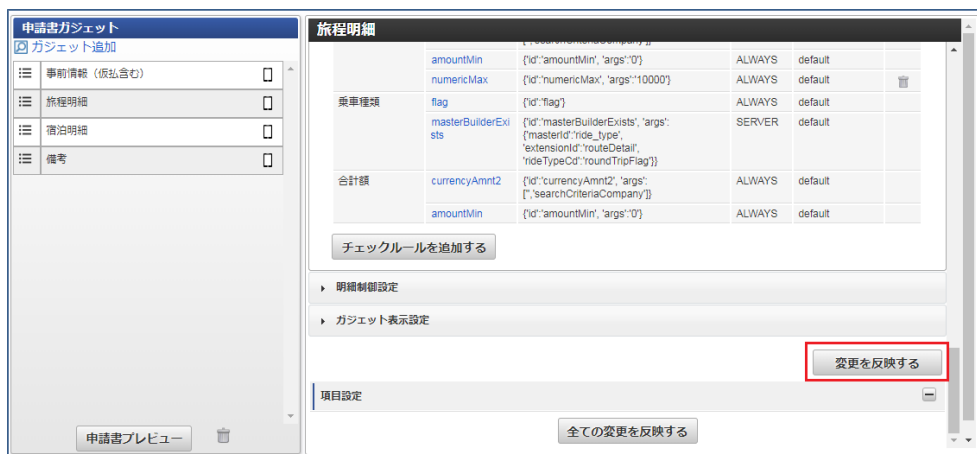 申請書ガジェット
ガジェット追加
事前情報（仮払含む）
旅程明細
宿泊明細
備考
申請書プレビュー
旅程明細
['','searchCriteriaCompany']}
amountMin {'id':'amountMin', 'args':'0'} ALWAYS default
numericMax {'id':'numericMax', 'args':'10000'} ALWAYS default
乗車種類 flag {'id':'flag'} ALWAYS default
masterBuilderExi {'id':'masterBuilderExists', 'args': SERVER default
sts {'masterId':'ride_type',
'extensionId':'routeDetail',
'rideTypeCd':'roundTripFlag'}}
合計額 currencyAmnt2 {'id':'currencyAmnt2', 'args': ALWAYS default
['','searchCriteriaCompany']}
amountMin {'id':'amountMin', 'args':'0'} ALWAYS default
チェックルールを追加する
明細制御設定
ガジェット表示設定
変更を反映する
項目設定
全ての変更を反映する